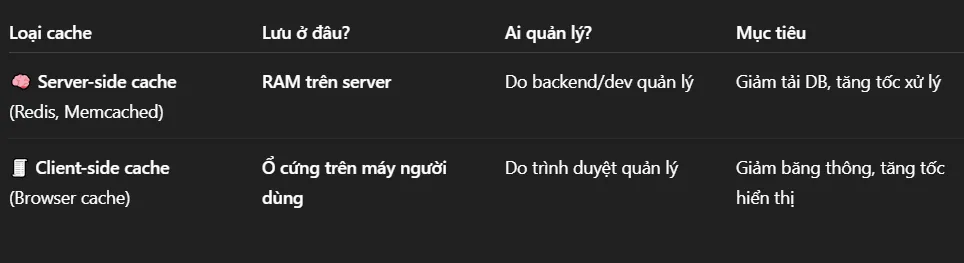 Loại cache Lưu ở đâu? Ai quản lý? Mục tiêu
🧠 Server-side cache RAM trên server Do backend/dev quản lý Giảm tải DB, tăng tốc xử lý
(Redis, Memcached)
🧾 Client-side cache Ổ cứng trên máy người Do trình duyệt quản lý Giảm băng thông, tăng tốc
(Browser cache) dùng hiển thị